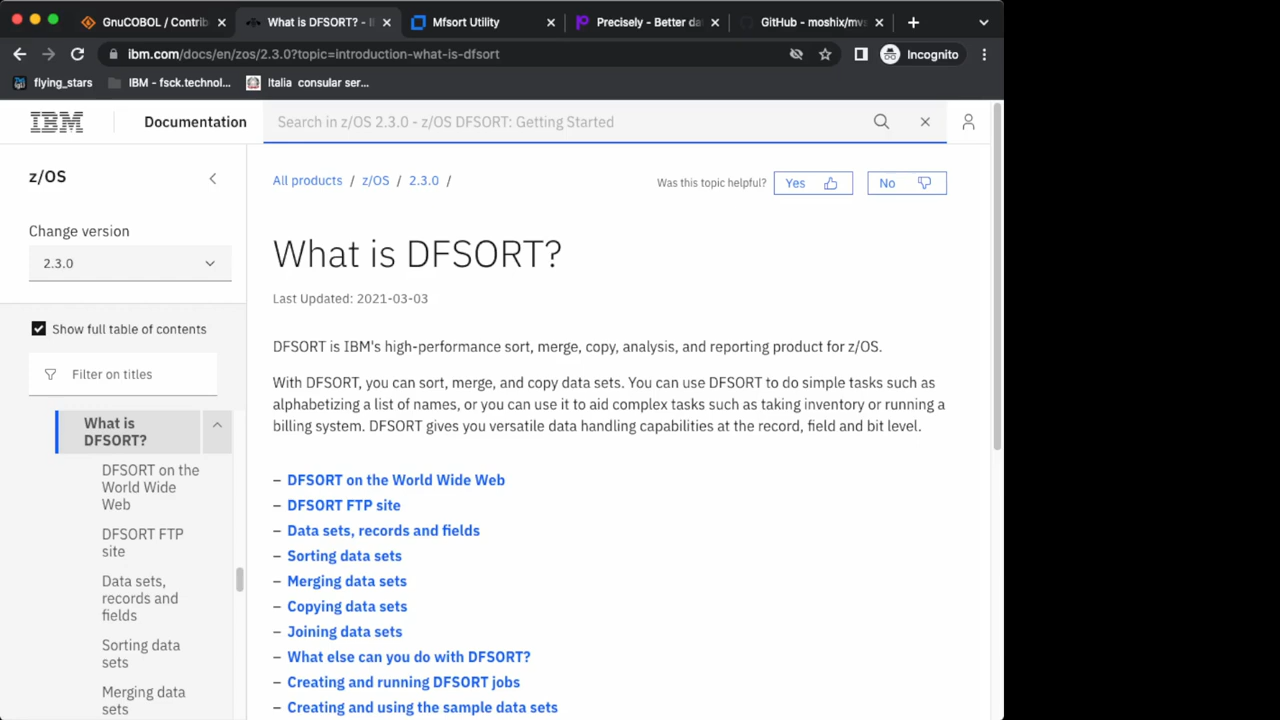 GnuCOBOL / Contrib
What is DFSORT? - I
Mfsort Utility
Precisely - Better da
GitHub - moshix/mv
ibm.com/docs/en/zos/2.3.0?topic=introduction-what-is-dfsort
Incognito
flying_stars
IBM - fsck.technol...
Italia consular ser...
IBM
Documentation
Search in z/OS 2.3.0 - z/OS DFSORT: Getting Started
z/OS
Change version
2.3.0
Show full table of contents
Filter on titles
What is
DFSORT?
DFSORT on the
World Wide
Web
DFSORT FTP
site
Data sets,
records and
fields
Sorting data
sets
Merging data
sets
All products / z/OS / 2.3.0 /
Was this topic helpful?
Yes
No
What is DFSORT?
Last Updated: 2021-03-03
DFSORT is IBM's high-performance sort, merge, copy, analysis, and reporting product for z/OS.
With DFSORT, you can sort, merge, and copy data sets. You can use DFSORT to do simple tasks such as
alphabetizing a list of names, or you can use it to aid complex tasks such as taking inventory or running a
billing system. DFSORT gives you versatile data handling capabilities at the record, field and bit level.
– DFSORT on the World Wide Web
– DFSORT FTP site
– Data sets, records and fields
– Sorting data sets
– Merging data sets
– Copying data sets
– Joining data sets
– What else can you do with DFSORT?
– Creating and running DFSORT jobs
– Creating and using the sample data sets